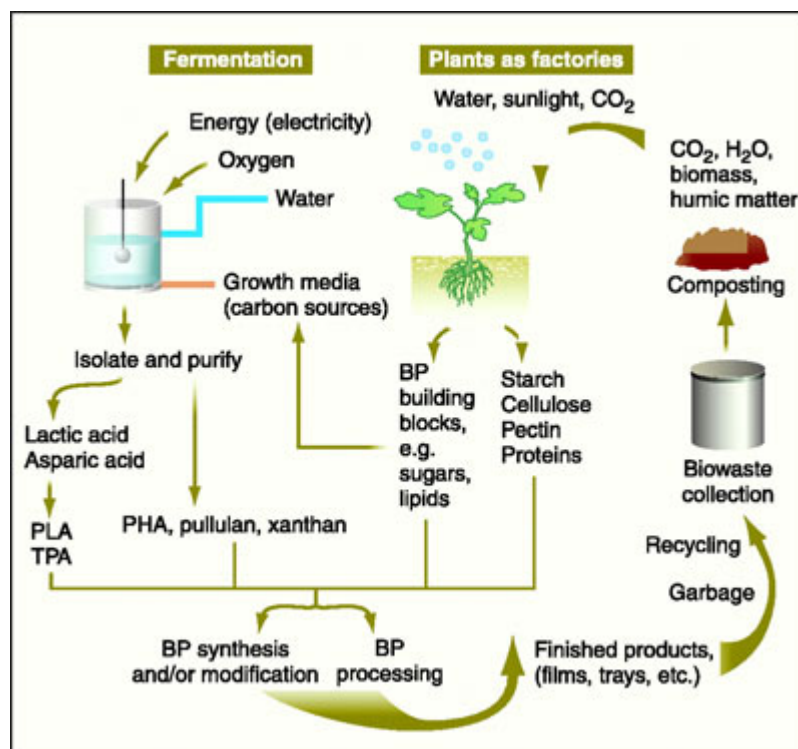 Fermentation
Energy (electricity)
Oxygen
Water
Growth media
(carbon sources)
Isolate and purify
Lactic acid
Asparic acid
PLA
TPA
PHA, pullulan, xanthan
Plants as factories
Water, sunlight, CO₂
BP
building
blocks,
e.g.
sugars,
lipids
Starch
Cellulose
Pectin
Proteins
BP synthesis
and/or modification
BP
processing
Finished products,
(films, trays, etc.)
Garbage
Recycling
Biowaste
collection
Composting
CO₂, H₂O,
biomass,
humic matter